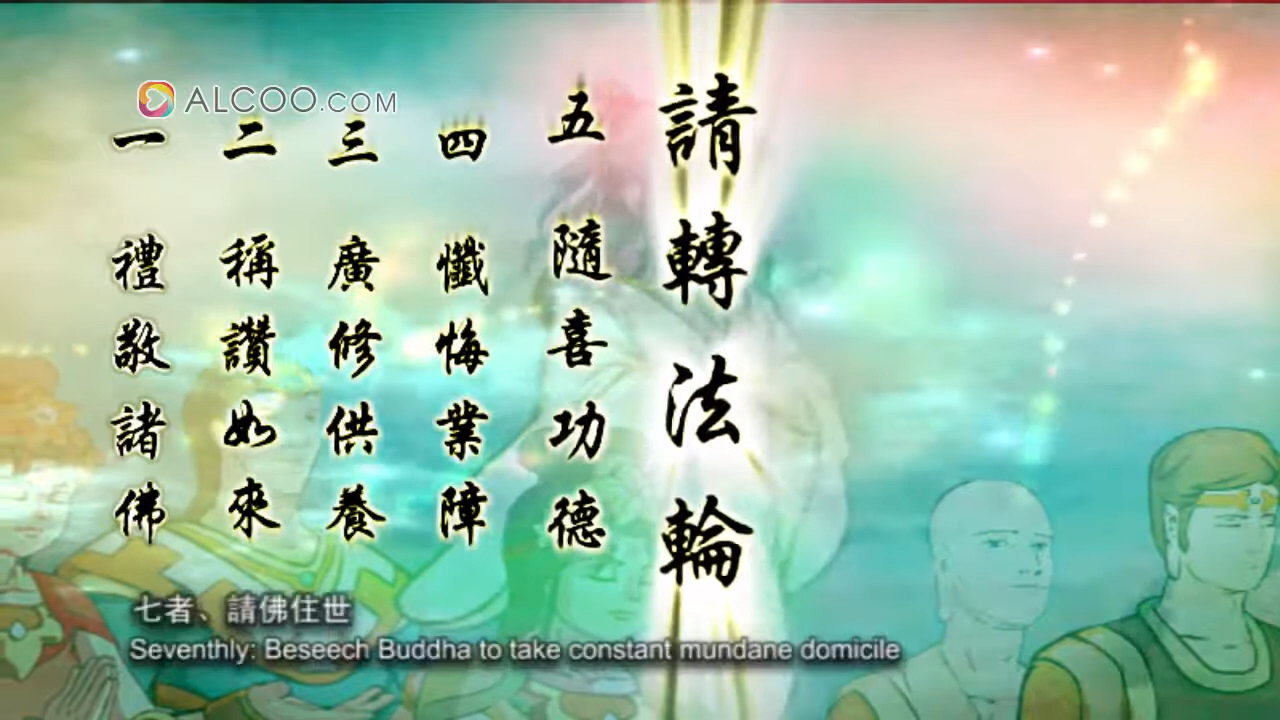 ALCOO.COM
一 禮敬諸佛
二 稱讚如來
三 廣修供養
四 懺悔業障
五 隨喜功德
請轉法輪
七者、請佛住世
Seventhly: Beseech Buddha to take constant mundane domicile